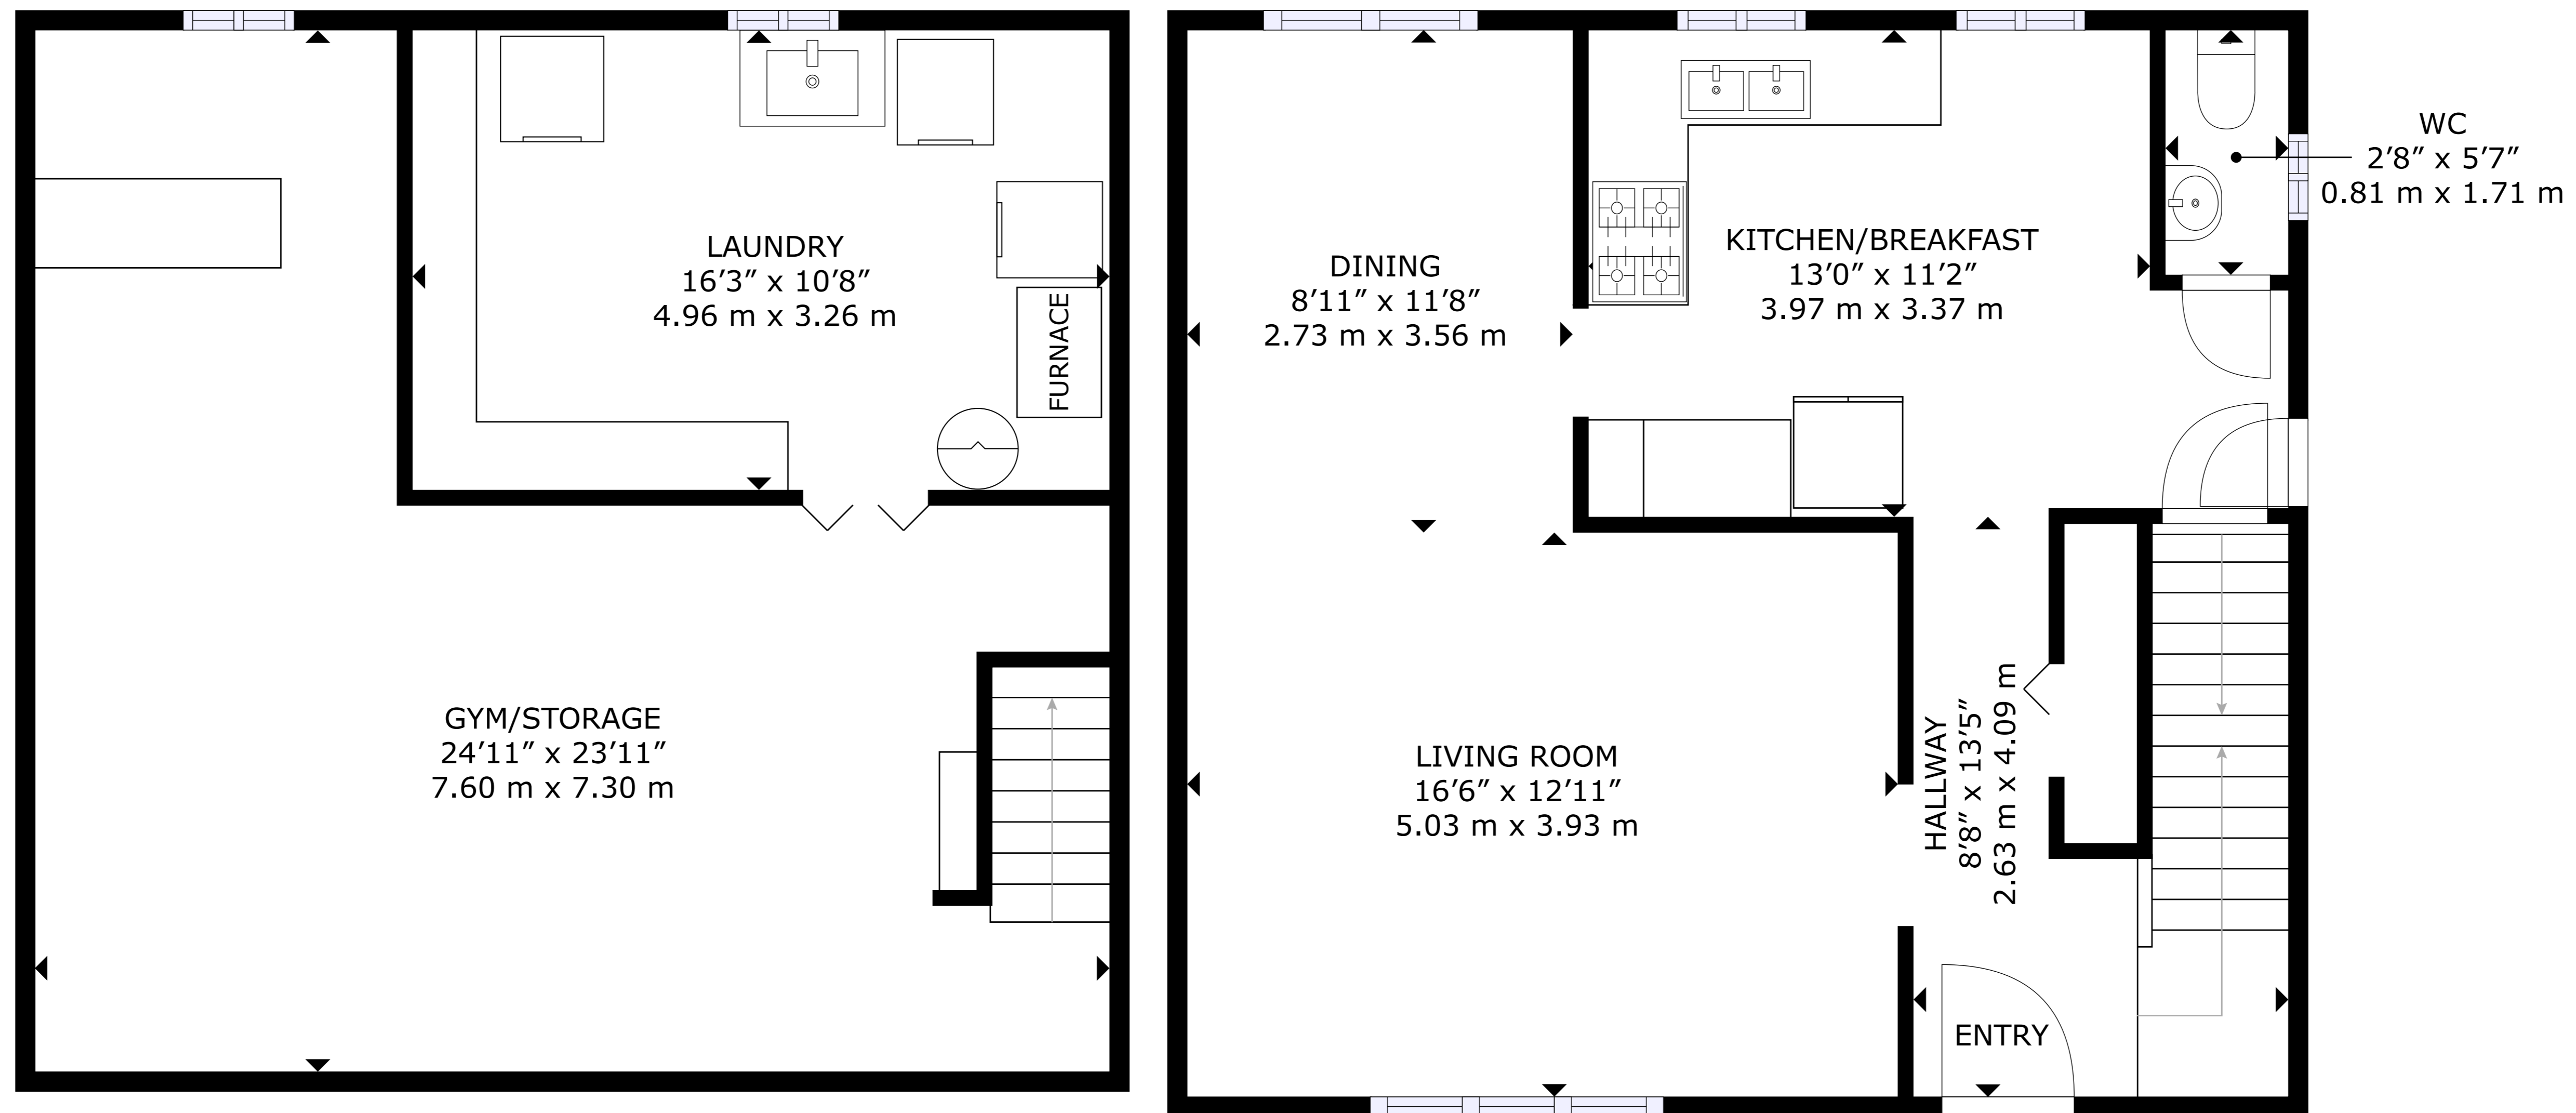 LAUNDRY
16′3″ x 10′8″
4.96 m x 3.26 m
FURNACE
GYM/STORAGE
24′11″ x 23′11″
7.60 m x 7.30 m
DINING
8′11″ x 11′8″
2.73 m x 3.56 m
KITCHEN/BREAKFAST
13′0″ x 11′2″
3.97 m x 3.37 m
WC
2′8″ x 5′7″
0.81 m x 1.71 m
LIVING ROOM
16′6″ x 12′11″
5.03 m x 3.93 m
HALLWAY
8′8″ x 13′5″
2.63 m x 4.09 m
ENTRY